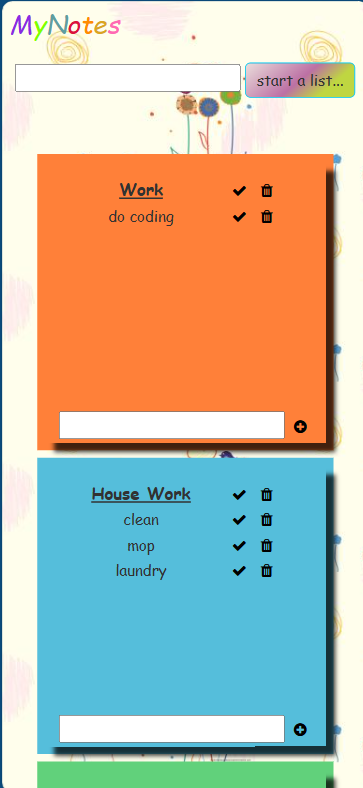 MyNotes
start a list...
Work
do coding
House Work
clean
mop
laundry